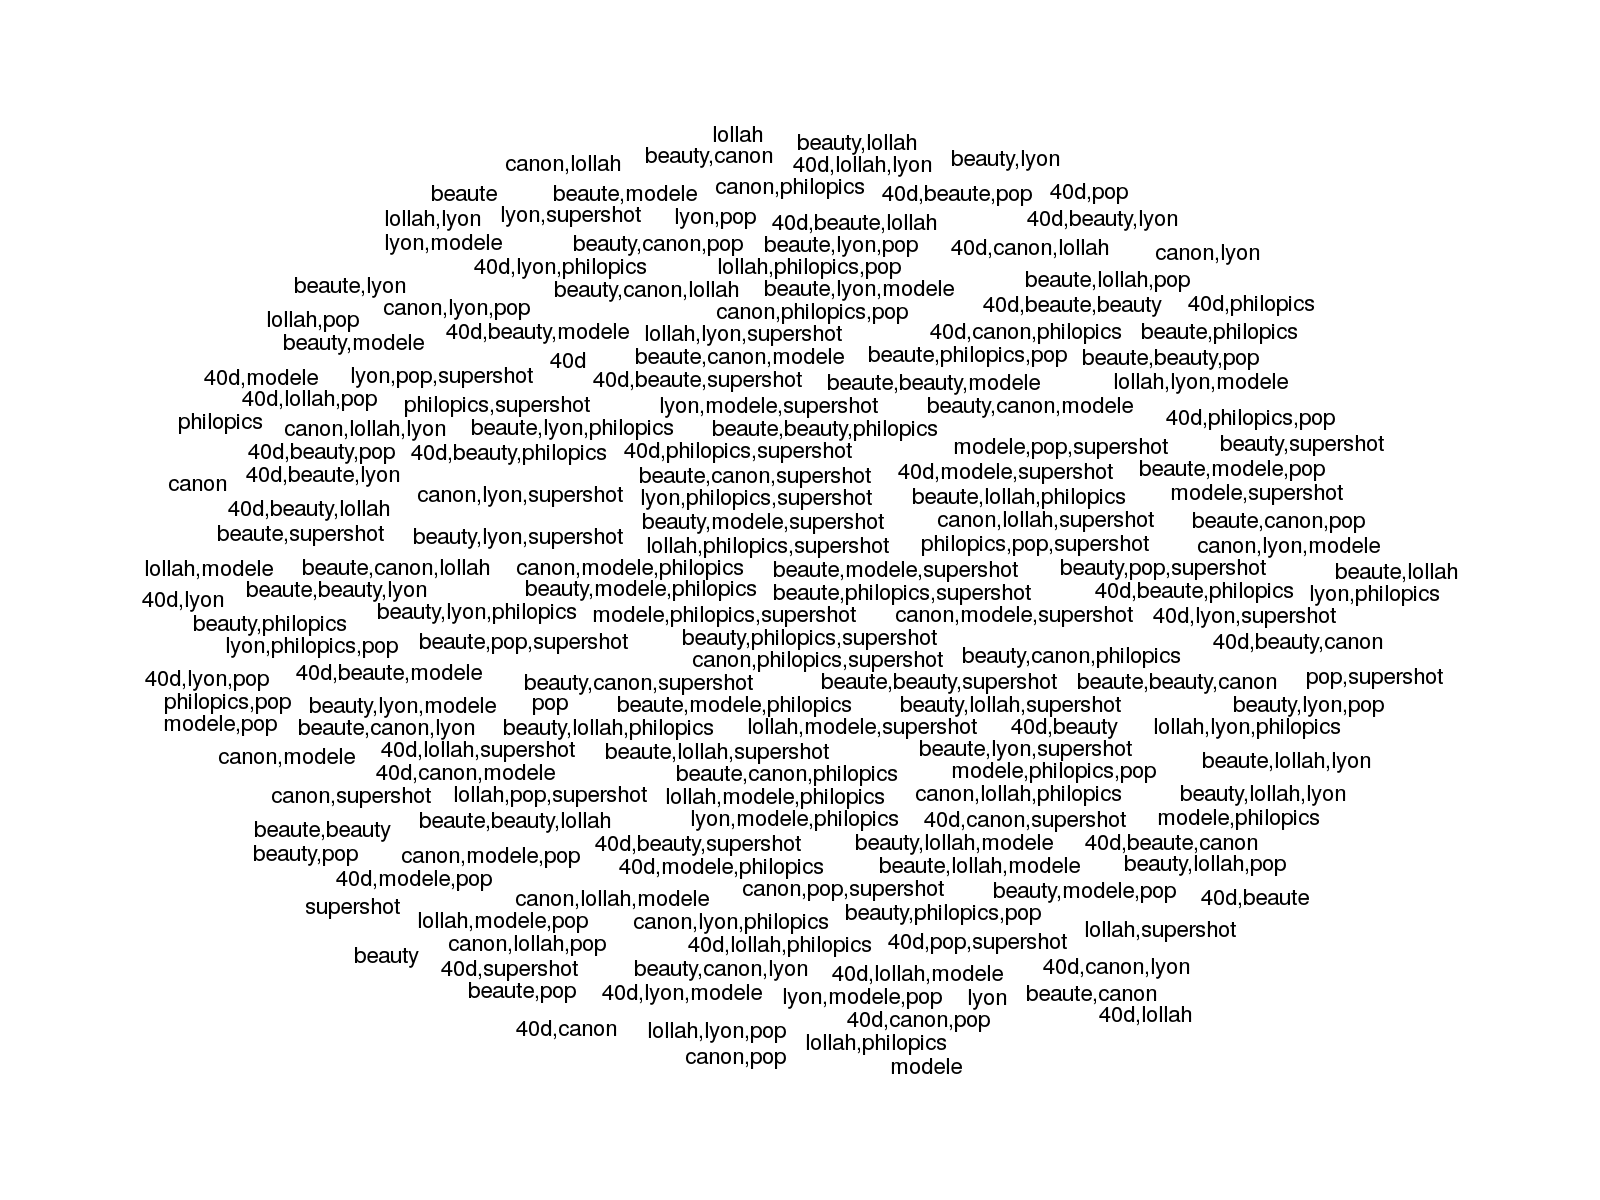 lollah
beauty,lollah
canon,lollah beauty,canon 40d,lollah,lyon beauty,lyon
beaute beaute,modele canon,philopics 40d,beaute,pop 40d,pop
lollah,lyon lyon,supershot lyon,pop 40d,beaute,lollah 40d,beauty,lyon
lyon,modele beauty,canon,pop beaute,lyon,pop 40d,canon,lollah canon,lyon
40d,lyon,philopics lollah,philopics,pop
beaute,lyon beauty,canon,lollah beaute,lyon,modele beaute,lollah,pop
canon,lyon,pop canon,philopics,pop 40d,beaute,beauty 40d,philopics
lollah,pop
beauty,modele 40d,beauty,modele lollah,lyon,supershot 40d,canon,philopics beaute,philopics
40d beaute,canon,modele beaute,philopics,pop beaute,beauty,pop
40d,modele lyon,pop,supershot 40d,beaute,supershot beaute,beauty,modele lollah,lyon,modele
40d,lollah,pop philopics,supershot lyon,modele,supershot beauty,canon,modele
philopics canon,lollah,lyon beaute,lyon,philopics beaute,beauty,philopics 40d,philopics,pop
40d,beauty,pop 40d,beauty,philopics 40d,philopics,supershot modele,pop,supershot beauty,supershot
40d,beaute,lyon beaute,canon,supershot 40d,modele,supershot beaute,modele,pop
canon canon,lyon,supershot lyon,philopics,supershot beaute,lollah,philopics modele,supershot
40d,beauty,lollah beauty,modele,supershot canon,lollah,supershot beaute,canon,pop
beaute,supershot beauty,lyon,supershot lollah,philopics,supershot philopics,pop,supershot canon,lyon,modele
lollah,modele beaute,canon,lollah canon,modele,philopics beaute,modele,supershot beauty,pop,supershot beaute,lollah
40d,lyon beaute,beauty,lyon beauty,modele,philopics beaute,philopics,supershot 40d,beaute,philopics lyon,philopics
beauty,philopics beauty,lyon,philopics modele,philopics,supershot canon,modele,supershot 40d,lyon,supershot
lyon,philopics,pop beaute,pop,supershot beauty,philopics,supershot 40d,beauty,canon
canon,philopics,supershot beauty,canon,philopics
40d,lyon,pop 40d,beaute,modele beauty,canon,supershot beaute,beauty,supershot beaute,beauty,canon pop,supershot
philopics,pop beauty,lyon,modele pop beaute,modele,philopics beauty,lollah,supershot beauty,lyon,pop
modele,pop beaute,canon,lyon beauty,lollah,philopics lollah,modele,supershot 40d,beauty lollah,lyon,philopics
canon,modele 40d,lollah,supershot beaute,lollah,supershot beaute,lyon,supershot beaute,lollah,lyon
40d,canon,modele beaute,canon,philopics modele,philopics,pop
canon,supershot lollah,pop,supershot lollah,modele,philopics canon,lollah,philopics beauty,lollah,lyon
beaute,beauty beaute,beauty,lollah lyon,modele,philopics 40d,canon,supershot modele,philopics
beauty,pop canon,modele,pop 40d,beauty,supershot beauty,lollah,modele 40d,beaute,canon
40d,modele,pop 40d,modele,philopics beaute,lollah,modele beauty,lollah,pop
supershot canon,lollah,modele canon,pop,supershot beauty,modele,pop 40d,beaute
lollah,modele,pop canon,lyon,philopics beauty,philopics,pop lollah,supershot
beauty canon,lollah,pop 40d,lollah,philopics 40d,pop,supershot
40d,supershot beauty,canon,lyon 40d,lollah,modele 40d,canon,lyon
beaute,pop 40d,lyon,modele lyon,modele,pop lyon beaute,canon
40d,canon lollah,lyon,pop 40d,canon,pop 40d,lollah
canon,pop lollah,philopics
modele